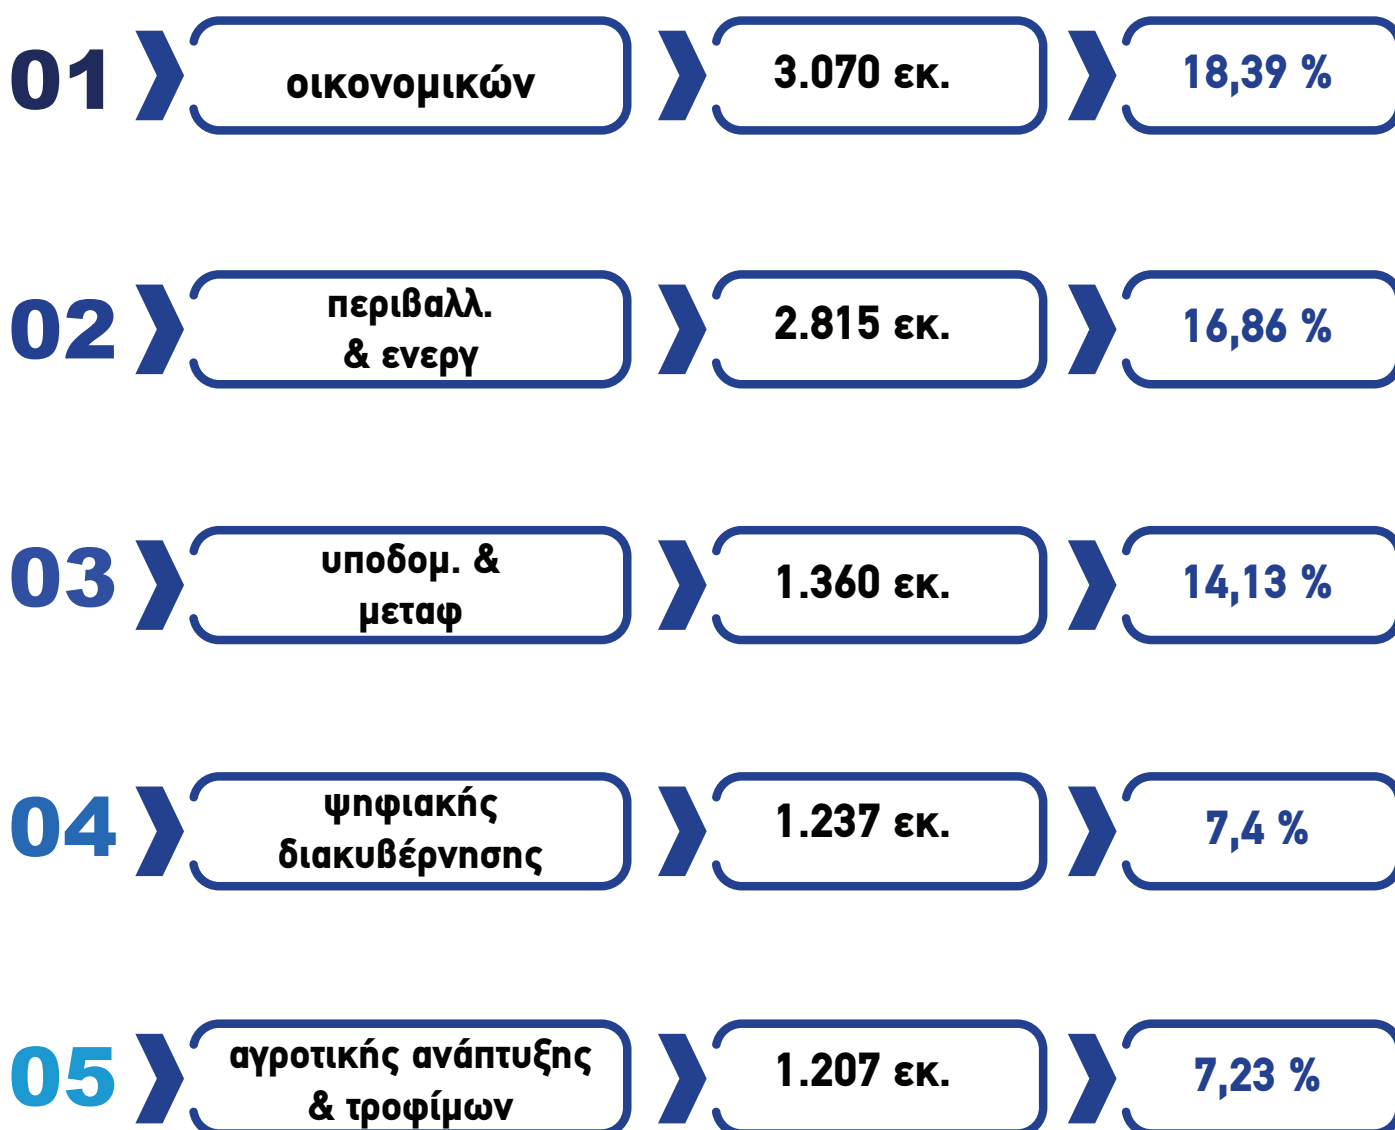 01 οικονομικών 3.070 εκ. 18,39 %
02 περιβαλλ. 2.815 εκ. 16,86 %
& ενεργ
03 υποδομ. & 1.360 εκ. 14,13 %
μεταφ
04 ψηφιακής 1.237 εκ. 7,4 %
διακυβέρνησης
05 αγροτικής ανάπτυξης 1.207 εκ. 7,23 %
& τροφίμων